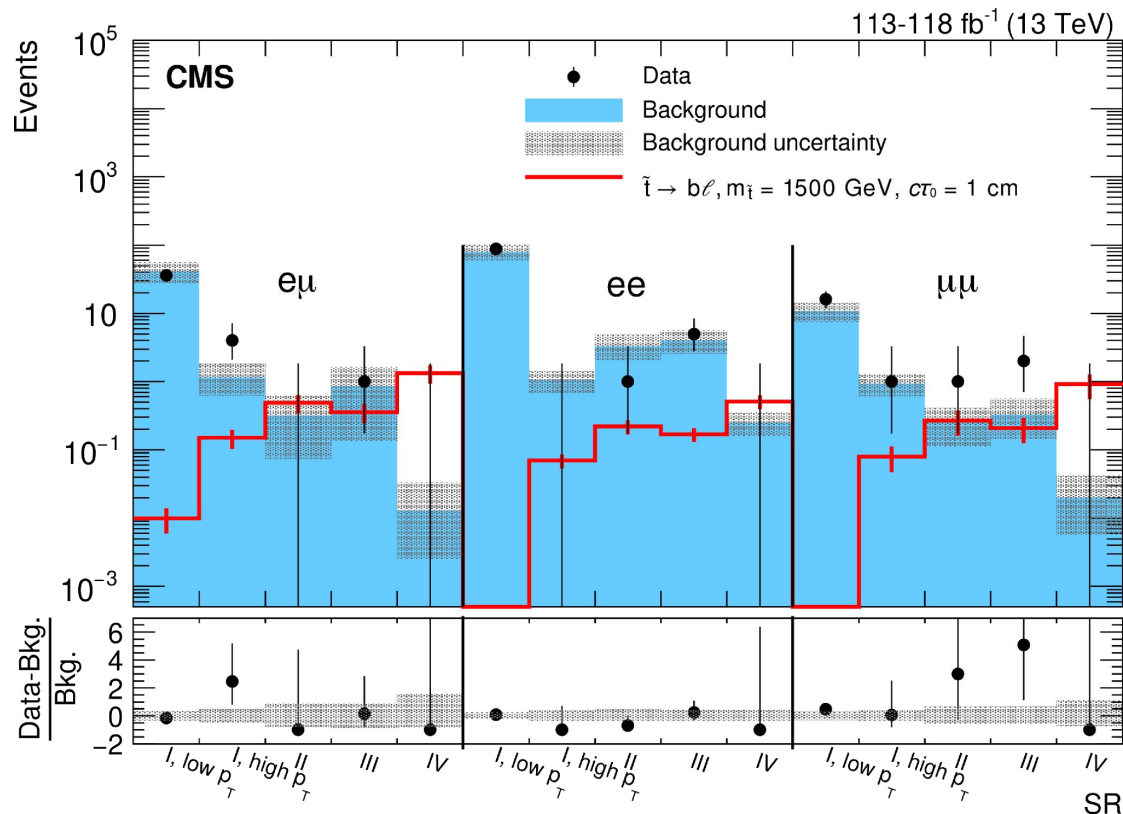 113-118 fb⁻¹ (13 TeV)
Events
CMS
Data
Background
Background uncertainty
t̃ → bℓ, m_t̃ = 1500 GeV, cτ₀ = 1 cm
10⁵
10³
10
10⁻¹
10⁻³
eμ
ee
μμ
Data-Bkg.
Bkg.
6
4
2
0
−2
I, low p_T
I, high p_T
II
III
IV
I, low p_T
I, high p_T
II
III
IV
I, low p_T
I, high p_T
II
III
IV
SR